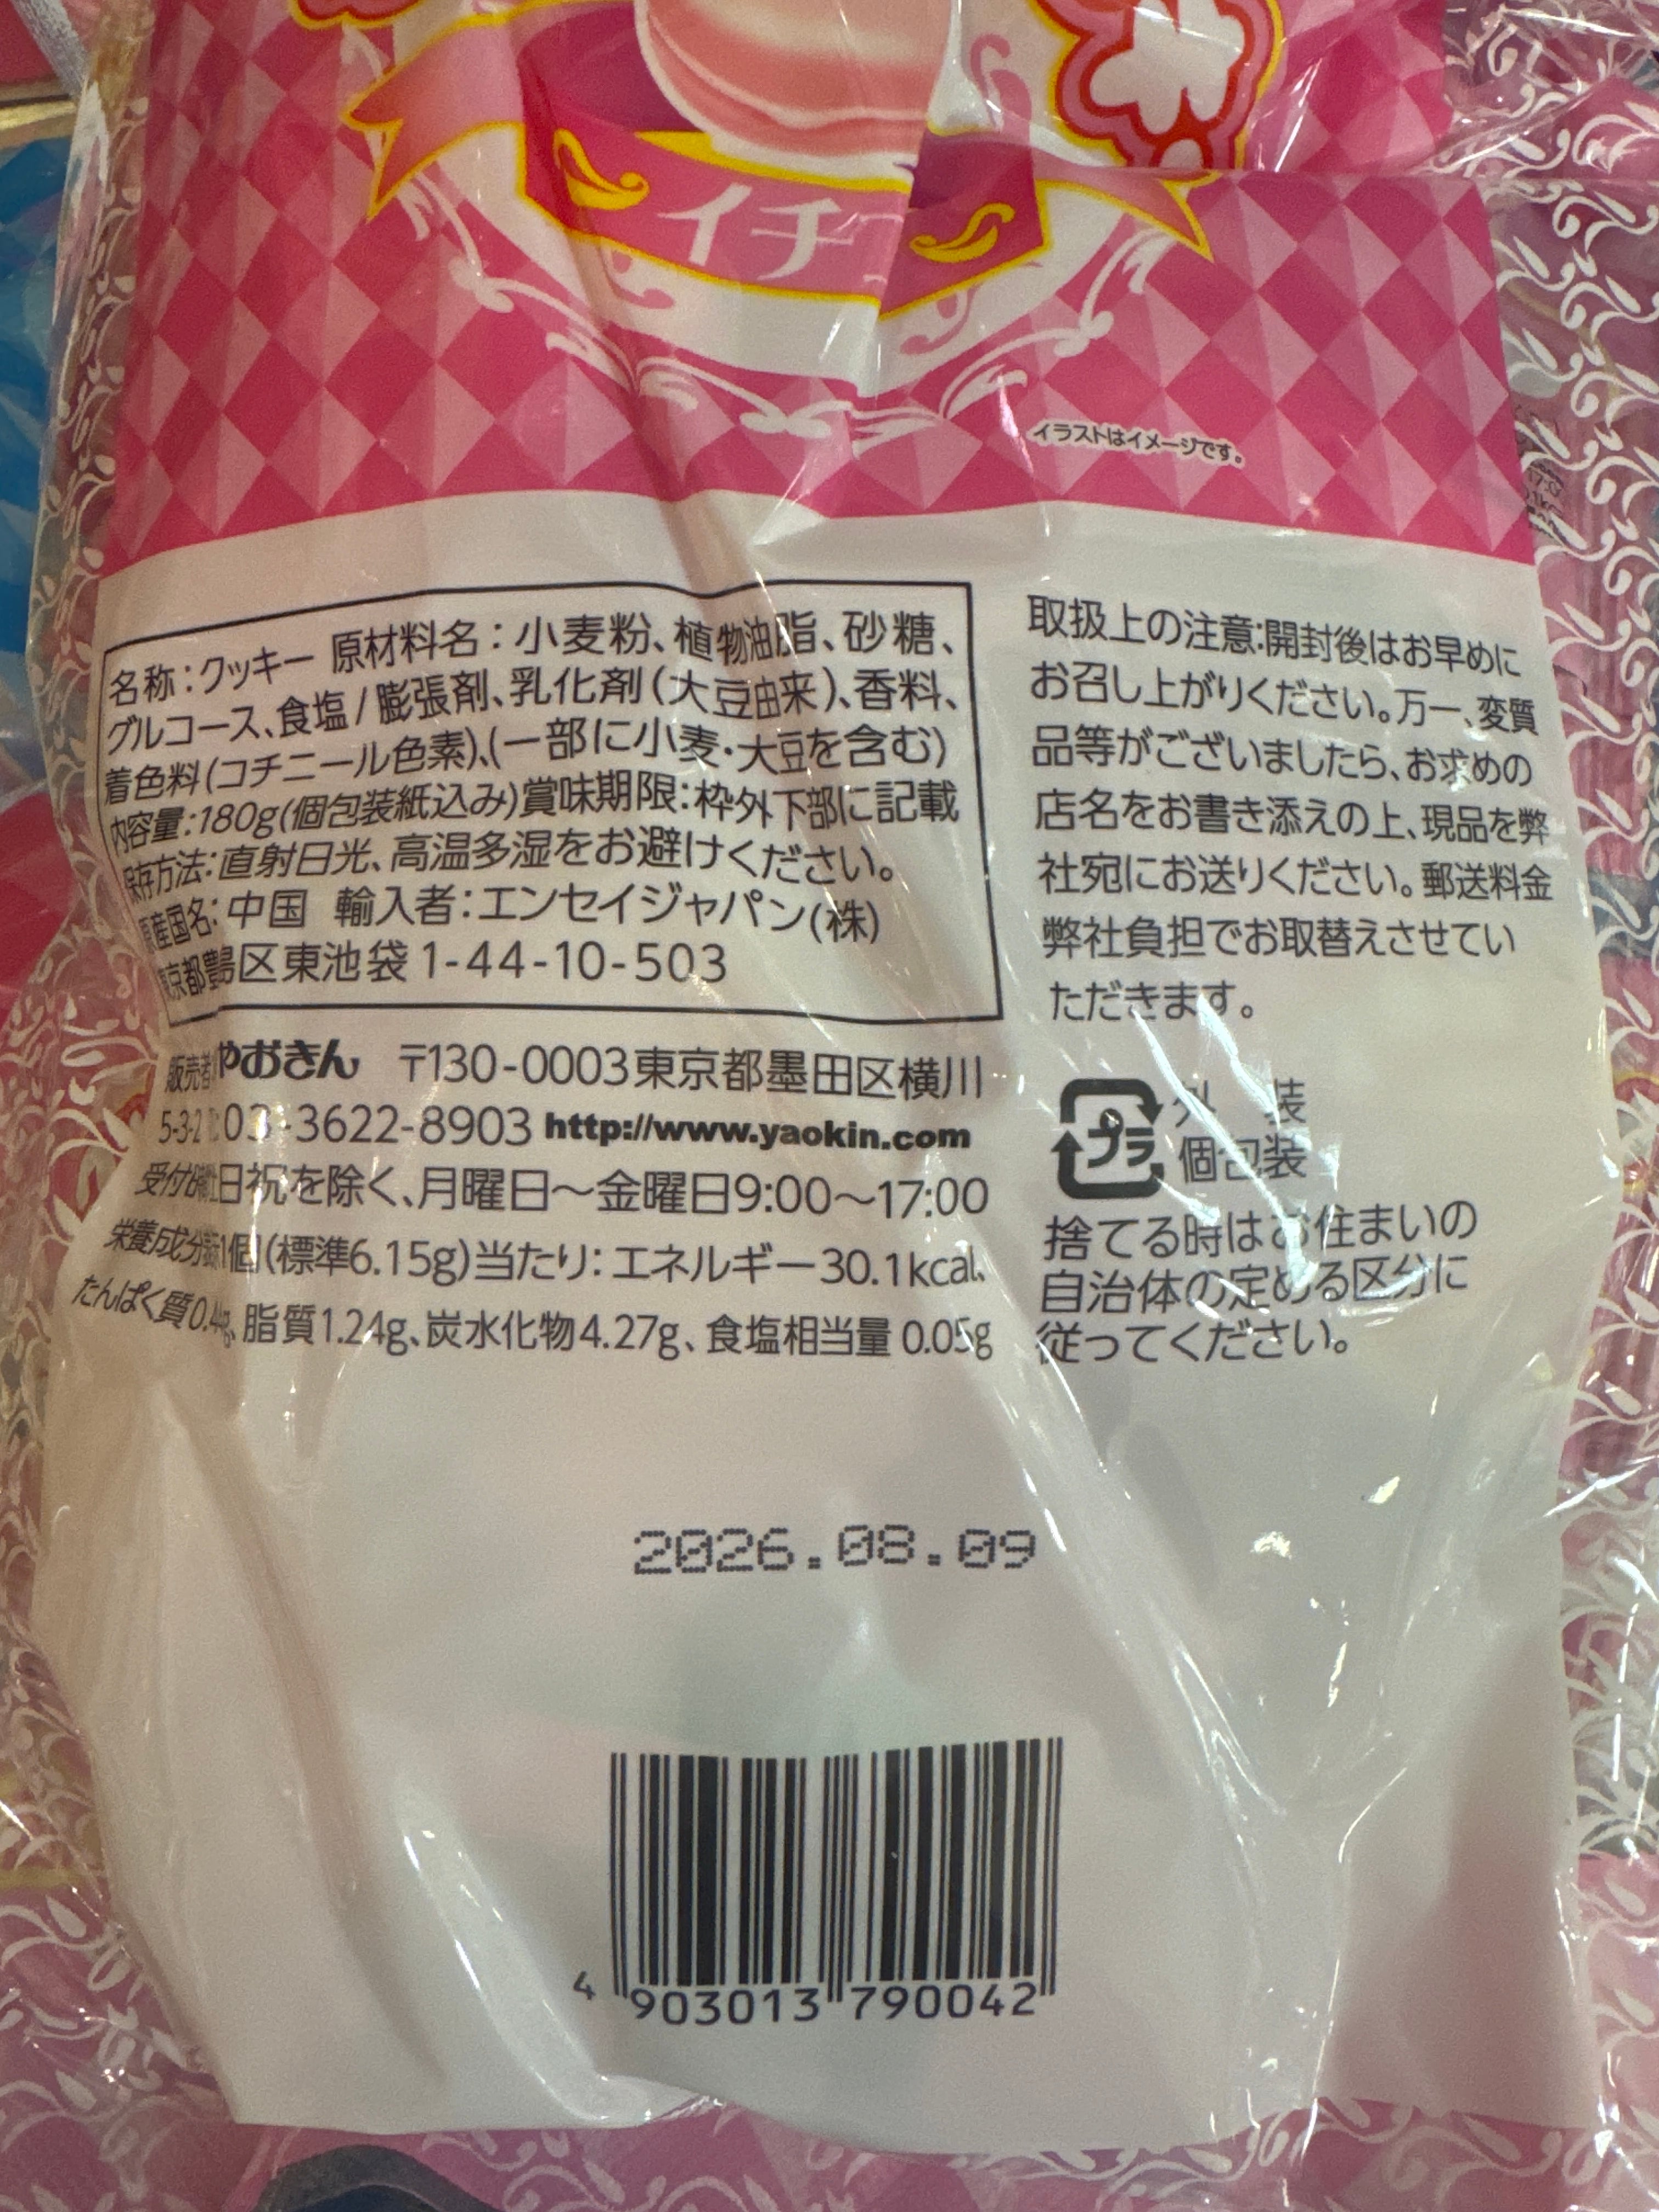 イチ
イラストはイメージです。
名称：クッキー 原材料名：小麦粉、植物油脂、砂糖、
グルコース、食塩/膨張剤、乳化剤(大豆由来)、香料、
着色料(コチニール色素)、(一部に小麦・大豆を含む)
内容量：180g(個包装紙込み)賞味期限：枠外下部に記載
保存方法：直射日光、高温多湿をお避けください。
原産国名：中国 輸入者：エンセイジャパン(株)
東京都豊島区東池袋1-44-10-503
販売者 やおきん 〒130-0003東京都墨田区横川
5-3-2 03-3622-8903 http://www.yaokin.com
日祝を除く、月曜日～金曜日9:00～17:00
栄養成分 1個(標準6.15g)当たり：エネルギー30.1kcal、
たんぱく質 脂質1.24g、炭水化物4.27g、食塩相当量 0.05g
取扱上の注意:開封後はお早めに
お召し上がりください。万一、変質
品等がございましたら、お求めの
店名をお書き添えの上、現品を弊
社宛にお送りください。郵送料金
弊社負担でお取替えさせてい
ただきます。
プラ
外 装
個包装
捨てる時はお住まいの
自治体の定める区分に
従ってください。
2026.08.09
4 903013 790042